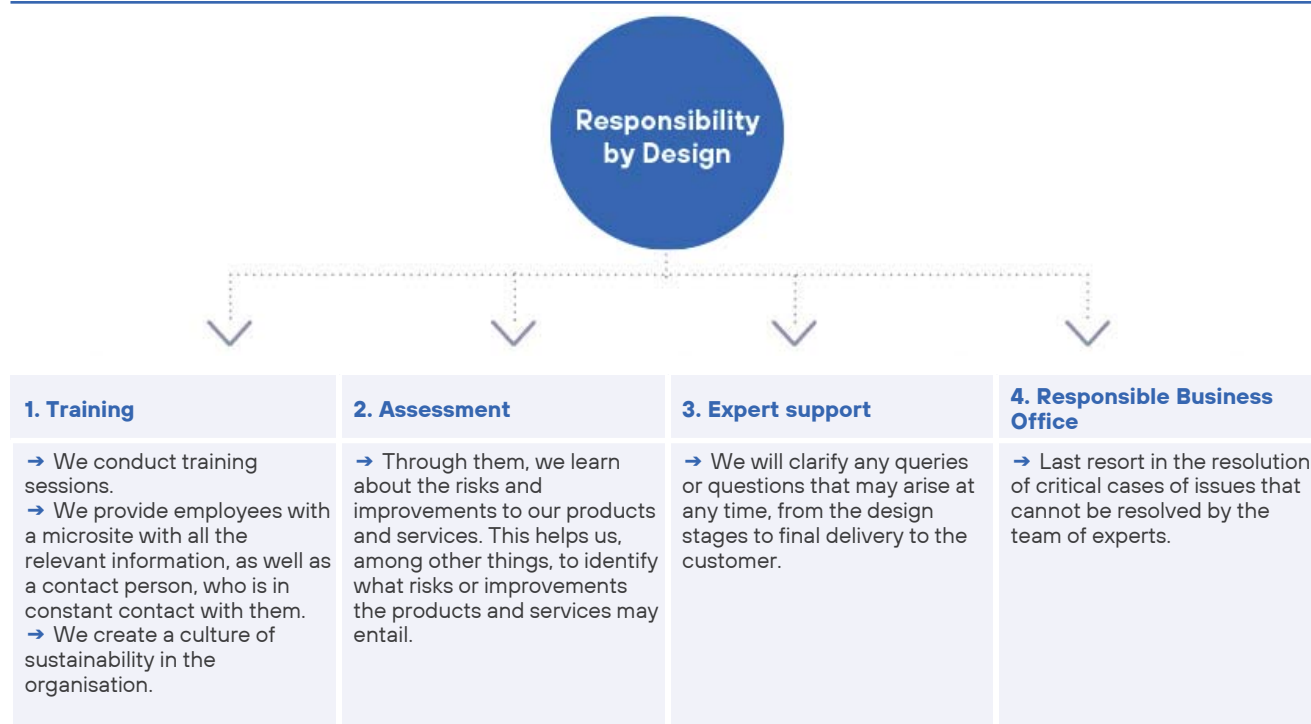 Responsibility
by Design
1. Training
→ We conduct training
sessions.
→ We provide employees with
a microsite with all the
relevant information, as well as
a contact person, who is in
constant contact with them.
→ We create a culture of
sustainability in the
organisation.
2. Assessment
→ Through them, we learn
about the risks and
improvements to our products
and services. This helps us,
among other things, to identify
what risks or improvements
the products and services may
entail.
3. Expert support
→ We will clarify any queries
or questions that may arise at
any time, from the design
stages to final delivery to the
customer.
4. Responsible Business
Office
→ Last resort in the resolution
of critical cases of issues that
cannot be resolved by the
team of experts.